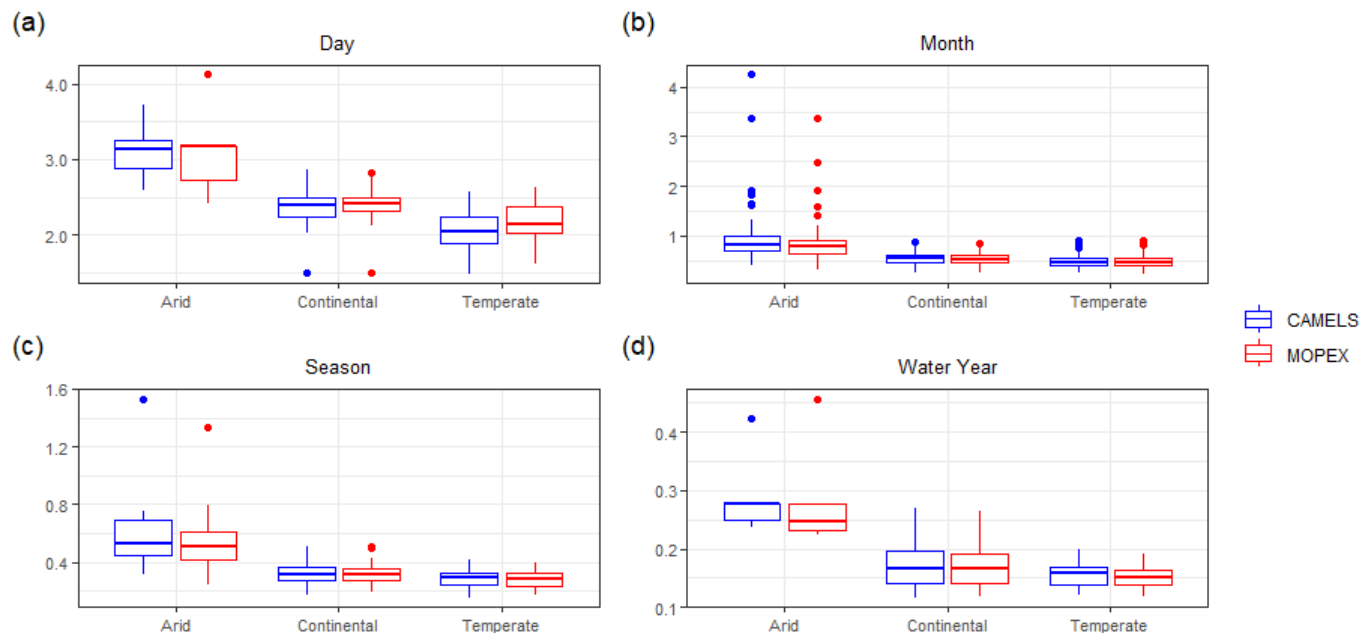 (a)
Day
4.0
3.0
2.0
Arid Continental Temperate
(b)
Month
4
3
2
1
Arid Continental Temperate
(c)
Season
1.6
1.2
0.8
0.4
Arid Continental Temperate
(d)
Water Year
0.4
0.3
0.2
0.1
Arid Continental Temperate
CAMELS
MOPEX